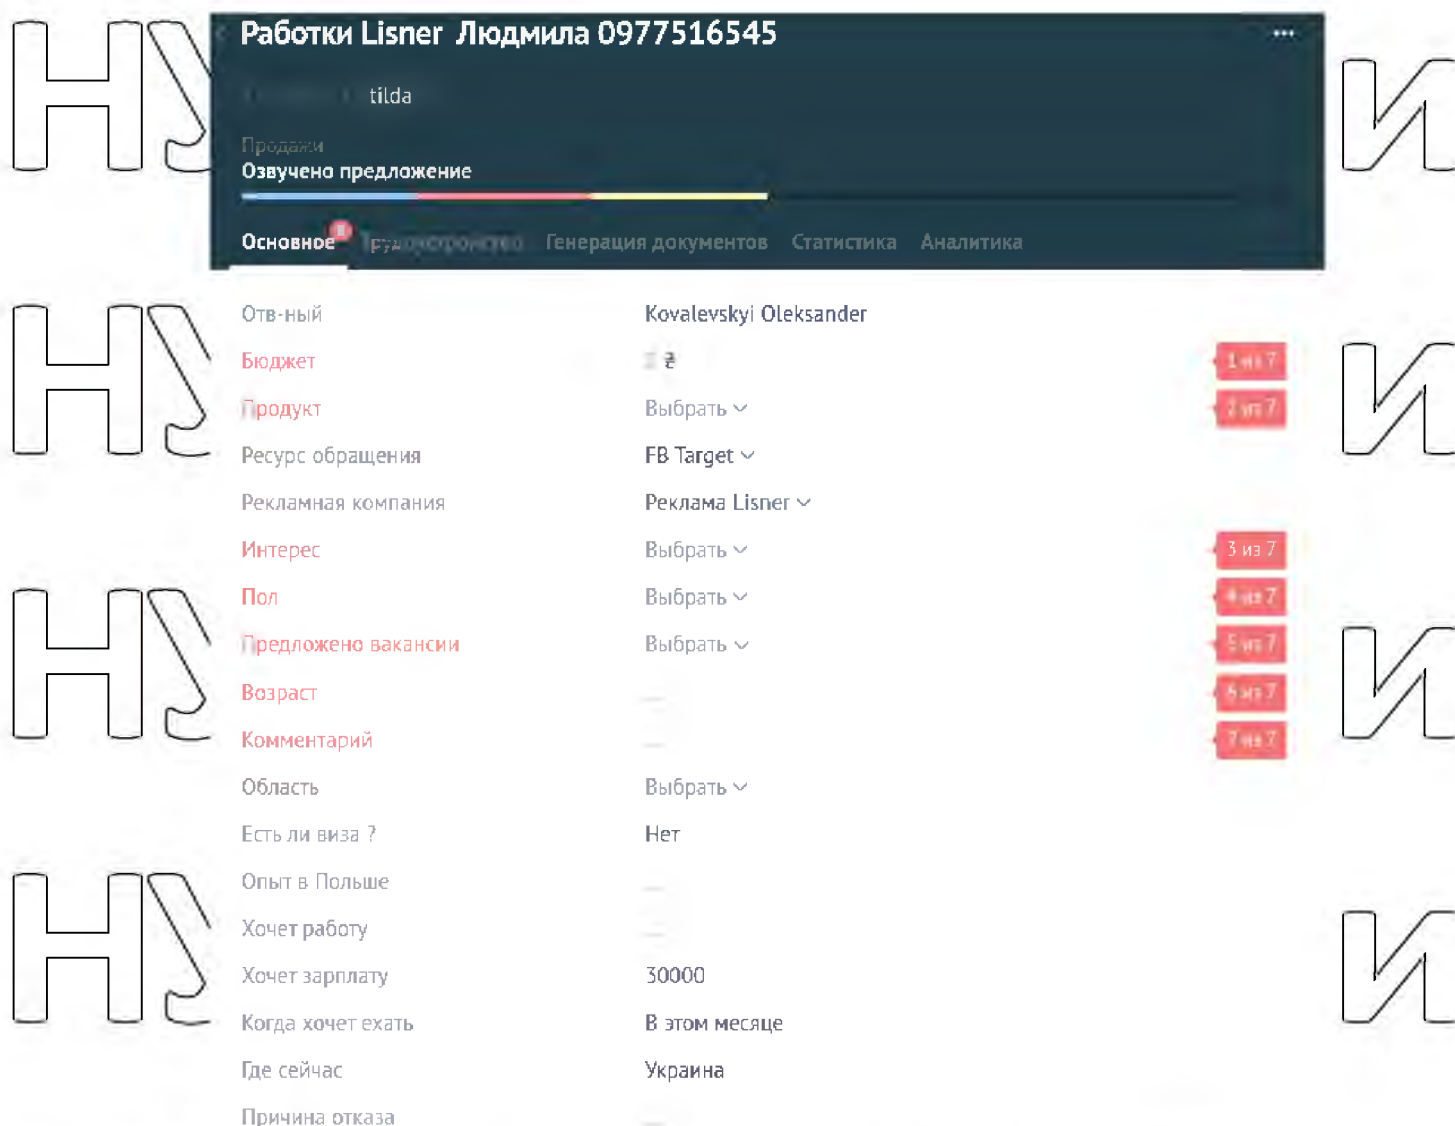 Работки Lisner Людмила 0977516545
tilda
Продажи
Озвучено предложение
Основное Генерация документов Статистика Аналитика
Отв-ный Kovalevskyi Oleksander
Бюджет ₴ 1 из 7
Продукт Выбрать 2 из 7
Ресурс обращения FB Target
Рекламная компания Реклама Lisner
Интерес Выбрать 3 из 7
Пол Выбрать 4 из 7
Предложено вакансии Выбрать 5 из 7
Возраст 6 из 7
Комментарий 7 из 7
Область Выбрать
Есть ли виза ? Нет
Опыт в Польше
Хочет работу
Хочет зарплату 30000
Когда хочет ехать В этом месяце
Где сейчас Украина
Причина отказа
НУ И
НУ И
НУ И
НУ И